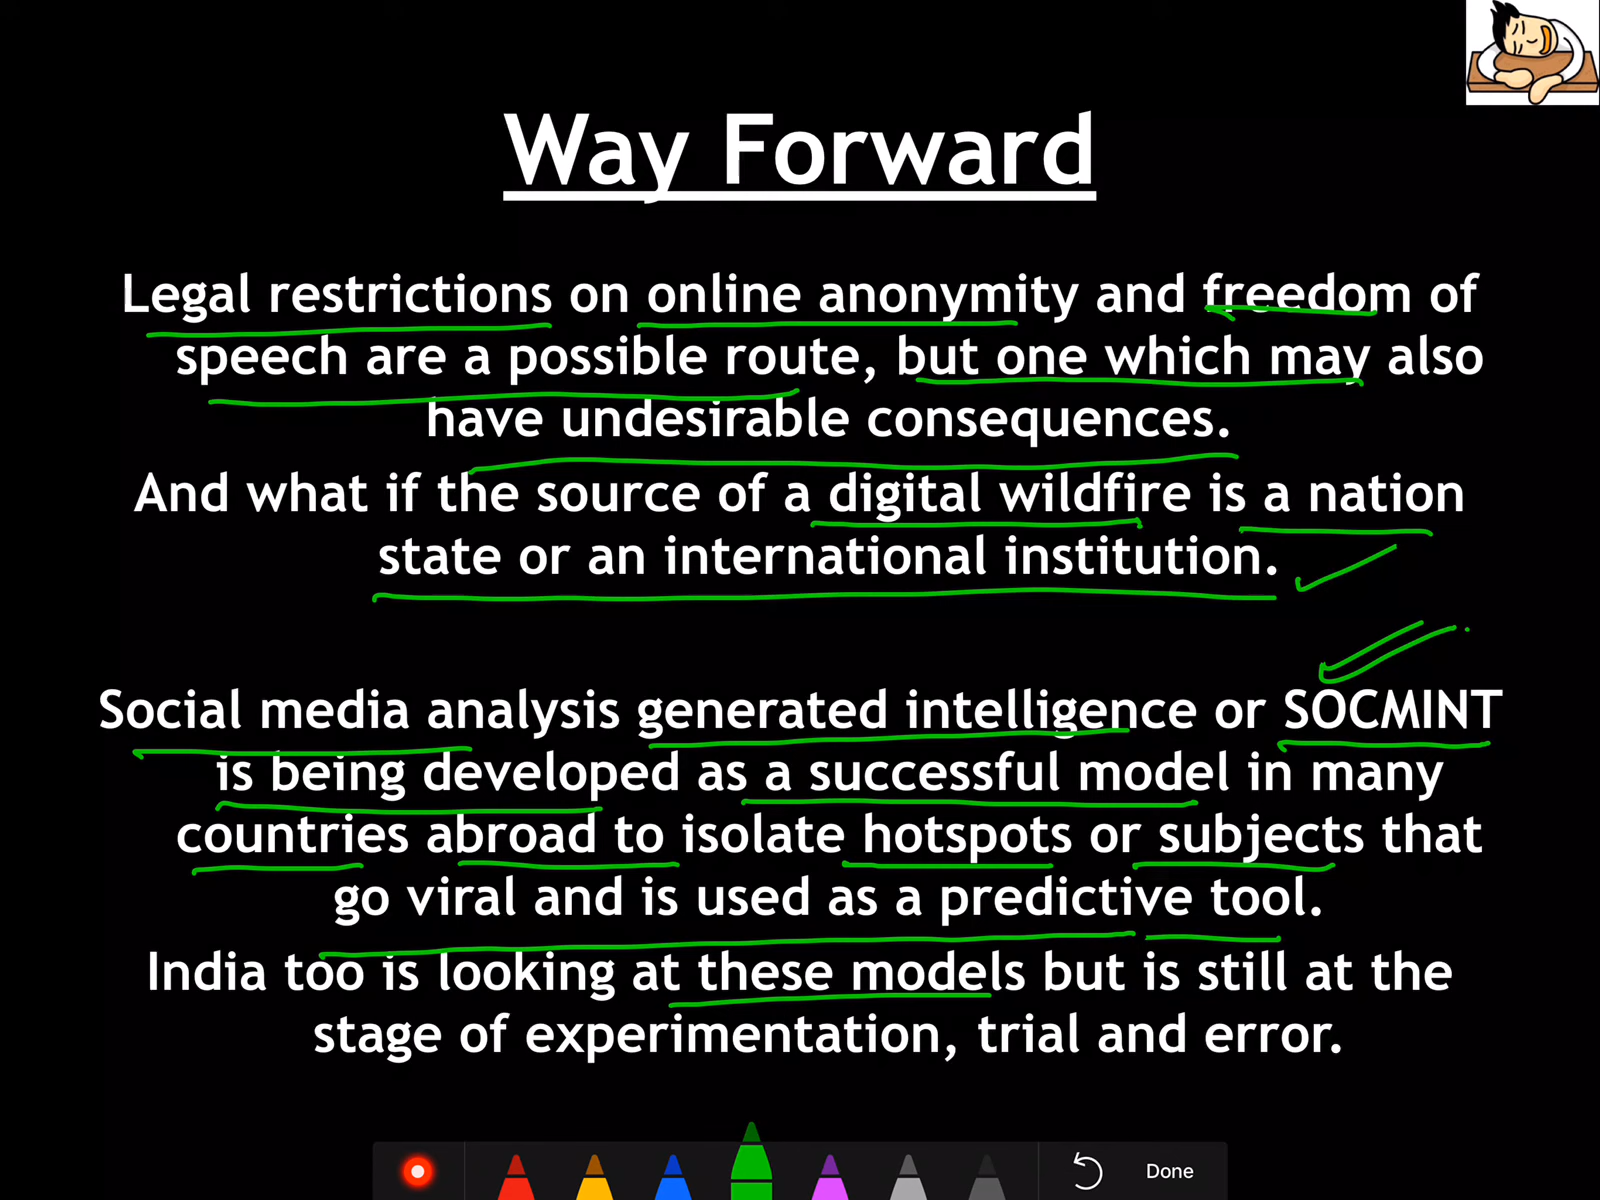 Way Forward
Legal restrictions on online anonymity and freedom of
speech are a possible route, but one which may also
have undesirable consequences.
And what if the source of a digital wildfire is a nation
state or an international institution.
Social media analysis generated intelligence or SOCMINT
is being developed as a successful model in many
countries abroad to isolate hotspots or subjects that
go viral and is used as a predictive tool.
India too is looking at these models but is still at the
stage of experimentation, trial and error.
Done